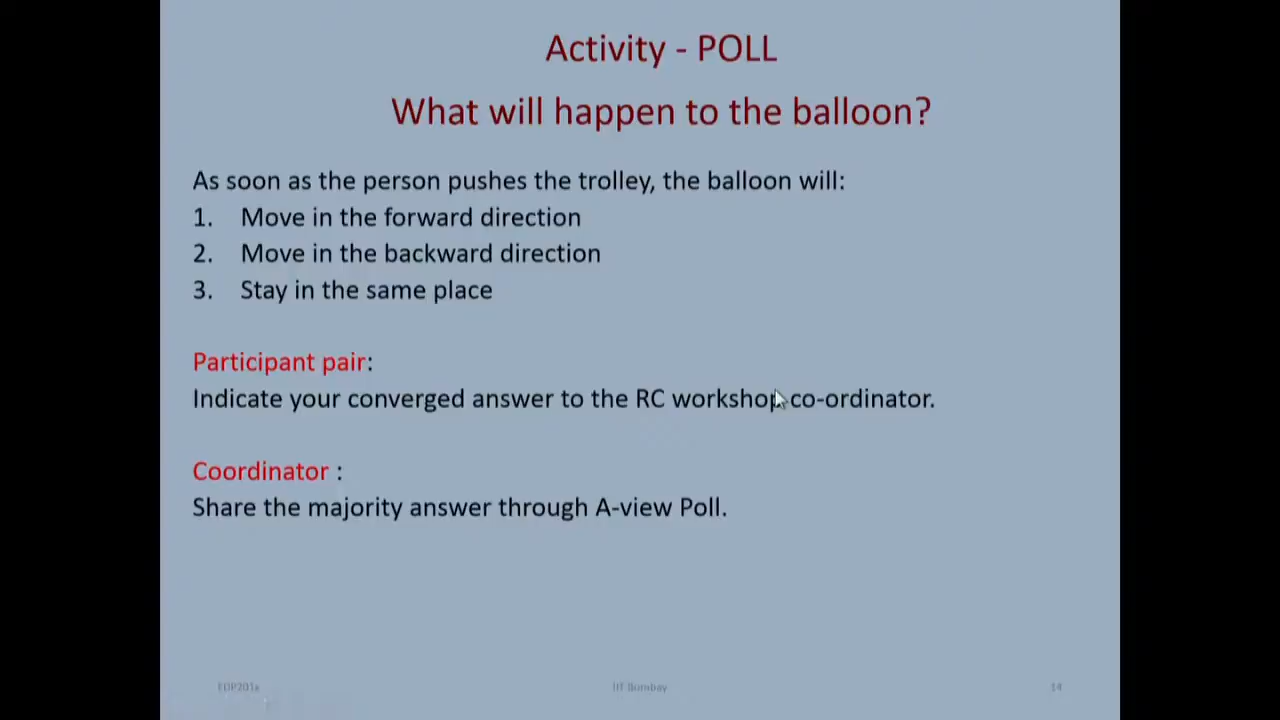 Activity - POLL
What will happen to the balloon?
As soon as the person pushes the trolley, the balloon will:
1. Move in the forward direction
2. Move in the backward direction
3. Stay in the same place
Participant pair:
Indicate your converged answer to the RC workshop co-ordinator.
Coordinator :
Share the majority answer through A-view Poll.
IIT Bombay
14